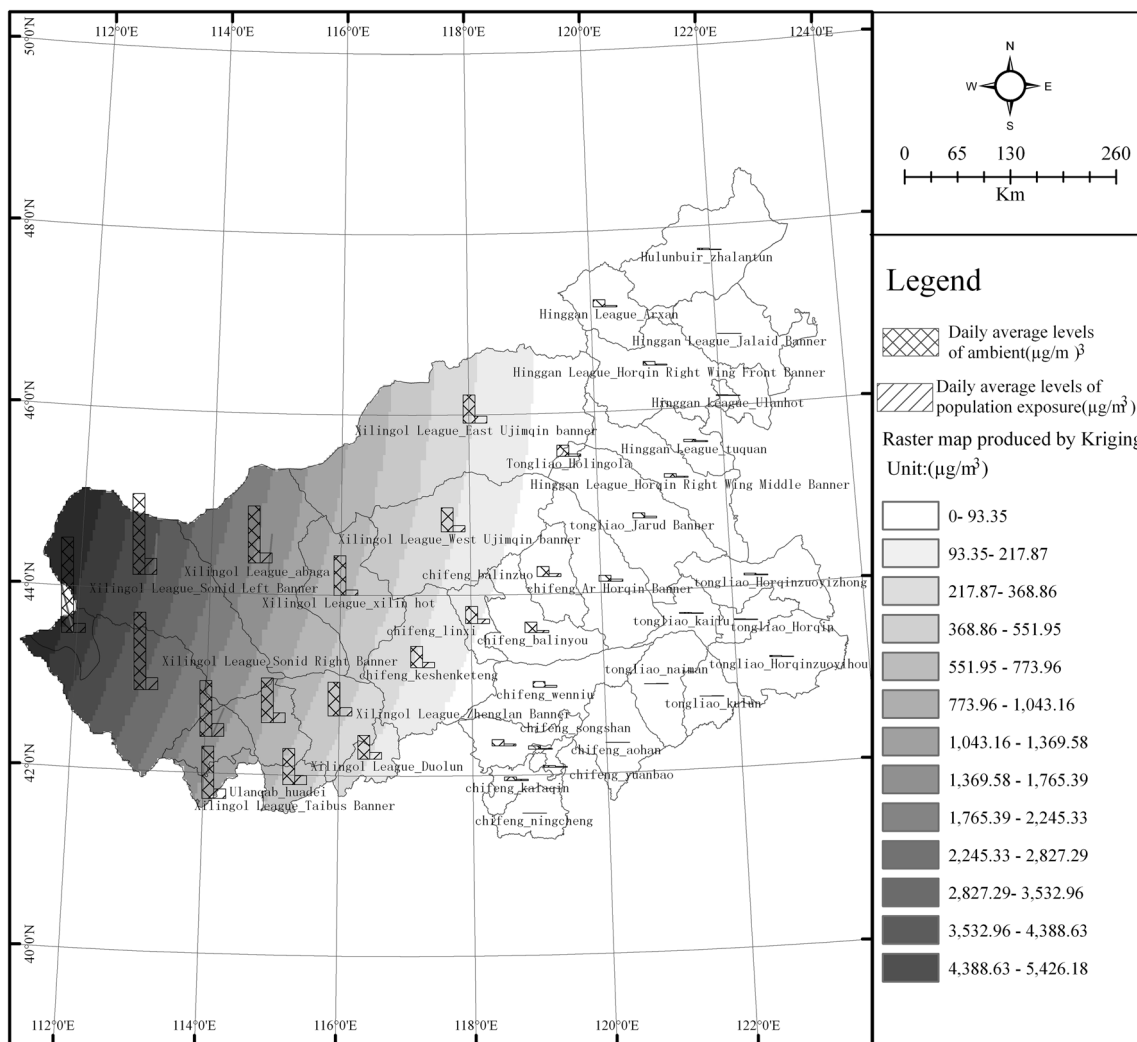 112°0'E 114°0'E 116°0'E 118°0'E 120°0'E 122°0'E 124°0'E
50°0'N
48°0'N
46°0'N
44°0'N
42°0'N
40°0'N
Hulunbuir_zhalantun
Hinggan League_Arxan
Hinggan League_Jalaid Banner
Hinggan League_Horqin Right Wing Front Banner
Hinggan League_Ulanhot
Xilingol League_East Ujimqin banner
Hinggan League_tuquan
Tongliao_Holingola
Hinggan League_Horqin Right Wing Middle Banner
tongliao_Jarud Banner
Xilingol League_West Ujimqin banner
Xilingol League_abaga
chifeng_balinzuo
tongliao_Horqinzuoyizhong
Xilingol League_Sonid Left Banner
chifeng_Ar Horqin Banner
Xilingol League_xilin hot
tongliao_kailu
tongliao_Horqin
chifeng_linxi
chifeng_balinyou
Xilingol League_Sonid Right Banner
tongliao_Horqinzuoyihou
tongliao_naiman
chifeng_keshenketeng
chifeng_wenniu
tongliao_kulun
Xilingol League_Zhenglan Banner
chifeng_songshan
chifeng_aohan
Xilingol League_Duolun
chifeng_yuanbao
chifeng_kalaqin
Ulanqab_huadei
Xilingol League_Taibus Banner
chifeng_ningcheng
112°0'E 114°0'E 116°0'E 118°0'E 120°0'E 122°0'E
N
W E
S
0 65 130 260
Km
Legend
Daily average levels
of ambient(µg/m )³
Daily average levels of
population exposure(µg/m³)
Raster map produced by Kriging
Unit:(µg/m³)
0- 93.35
93.35- 217.87
217.87- 368.86
368.86 - 551.95
551.95 - 773.96
773.96 - 1,043.16
1,043.16 - 1,369.58
1,369.58 - 1,765.39
1,765.39 - 2,245.33
2,245.33 - 2,827.29
2,827.29- 3,532.96
3,532.96 - 4,388.63
4,388.63 - 5,426.18